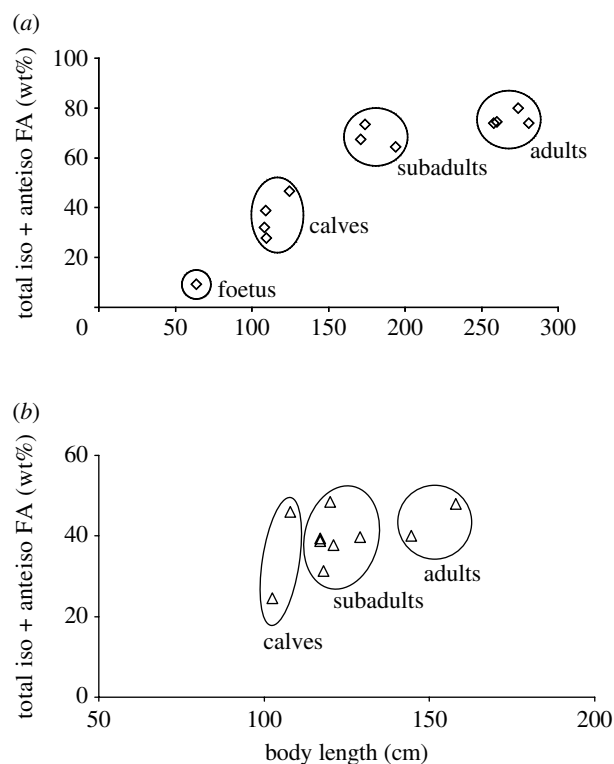 (a)
total iso + anteiso FA (wt%)
100
80
60
40
20
0
50
100
150
200
250
300
foetus
calves
subadults
adults
(b)
total iso + anteiso FA (wt%)
60
40
20
0
50
100
150
200
calves
subadults
adults
body length (cm)